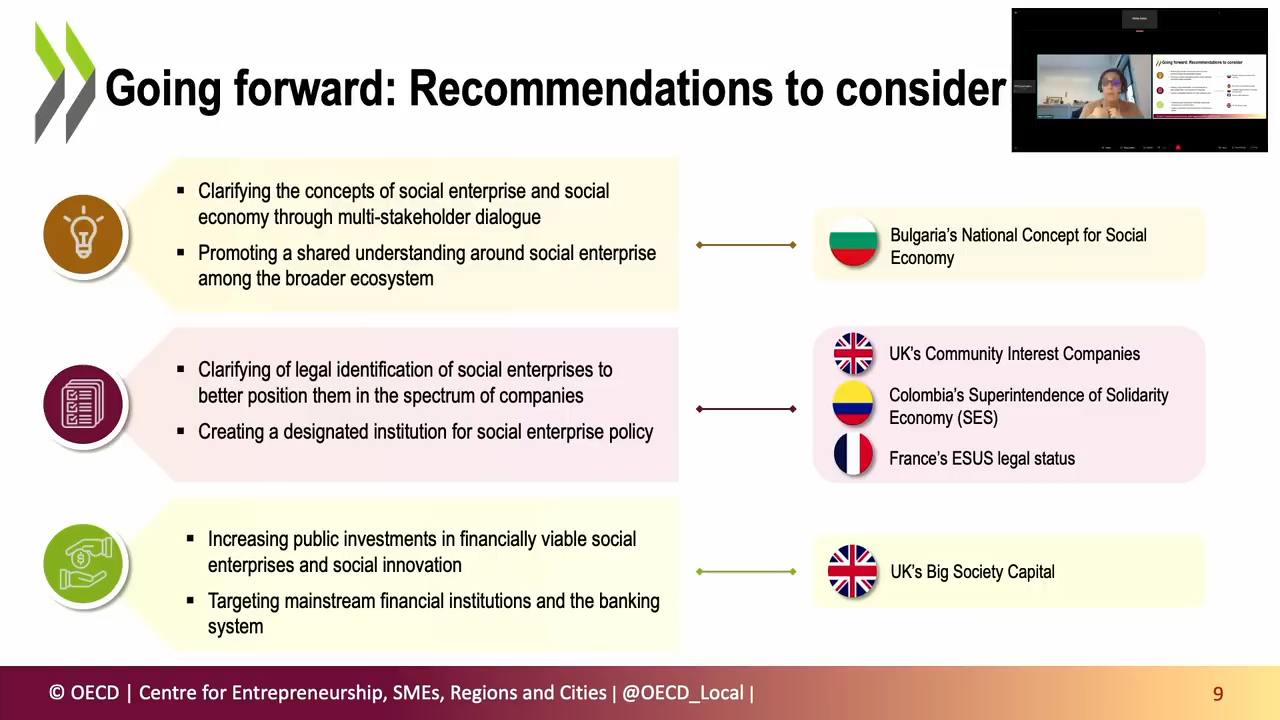 Going forward: Recommendations to consider
▪ Clarifying the concepts of social enterprise and social
economy through multi-stakeholder dialogue
▪ Promoting a shared understanding around social enterprise
among the broader ecosystem
Bulgaria's National Concept for Social
Economy
▪ Clarifying of legal identification of social enterprises to
better position them in the spectrum of companies
▪ Creating a designated institution for social enterprise policy
UK's Community Interest Companies
Colombia's Superintendence of Solidarity
Economy (SES)
France's ESUS legal status
▪ Increasing public investments in financially viable social
enterprises and social innovation
▪ Targeting mainstream financial institutions and the banking
system
UK's Big Society Capital
© OECD | Centre for Entrepreneurship, SMEs, Regions and Cities | @OECD_Local |
9
Going forward: Recommendations to consider